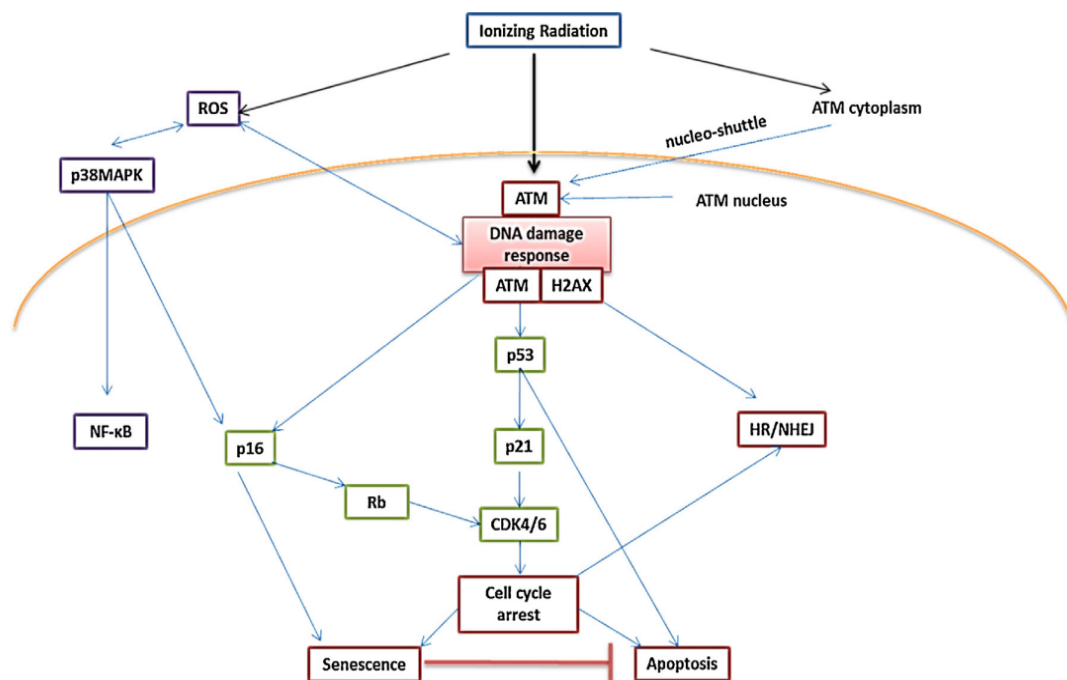 Ionizing Radiation
ROS
ATM cytoplasm
nucleo-shuttle
p38MAPK
ATM
ATM nucleus
DNA damage
response
ATM
H2AX
p53
NF-κB
p16
p21
HR/NHEJ
Rb
CDK4/6
Cell cycle
arrest
Senescence
Apoptosis